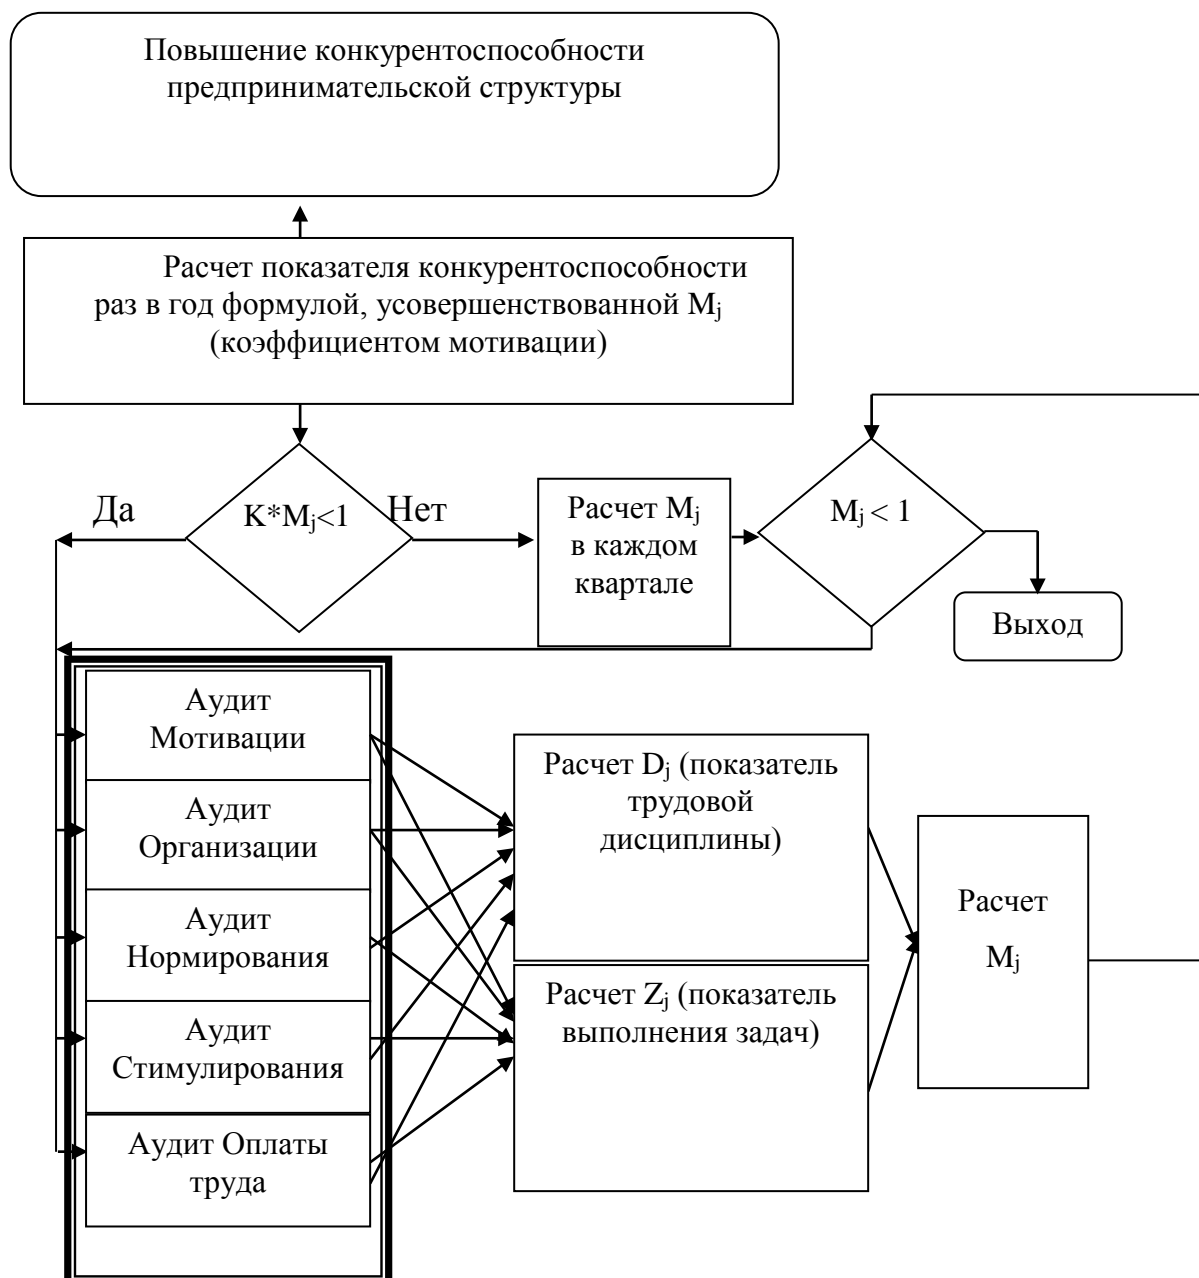 Повышение конкурентоспособности
предпринимательской структуры
Расчет показателя конкурентоспособности
раз в год формулой, усовершенствованной Mj
(коэффициентом мотивации)
Да
K*Mj<1
Нет
Расчет Mj
в каждом
квартале
Mj < 1
Выход
Аудит
Мотивации
Аудит
Организации
Аудит
Нормирования
Аудит
Стимулирования
Аудит Оплаты
труда
Расчет Dj (показатель
трудовой
дисциплины)
Расчет Zj (показатель
выполнения задач)
Расчет
Mj